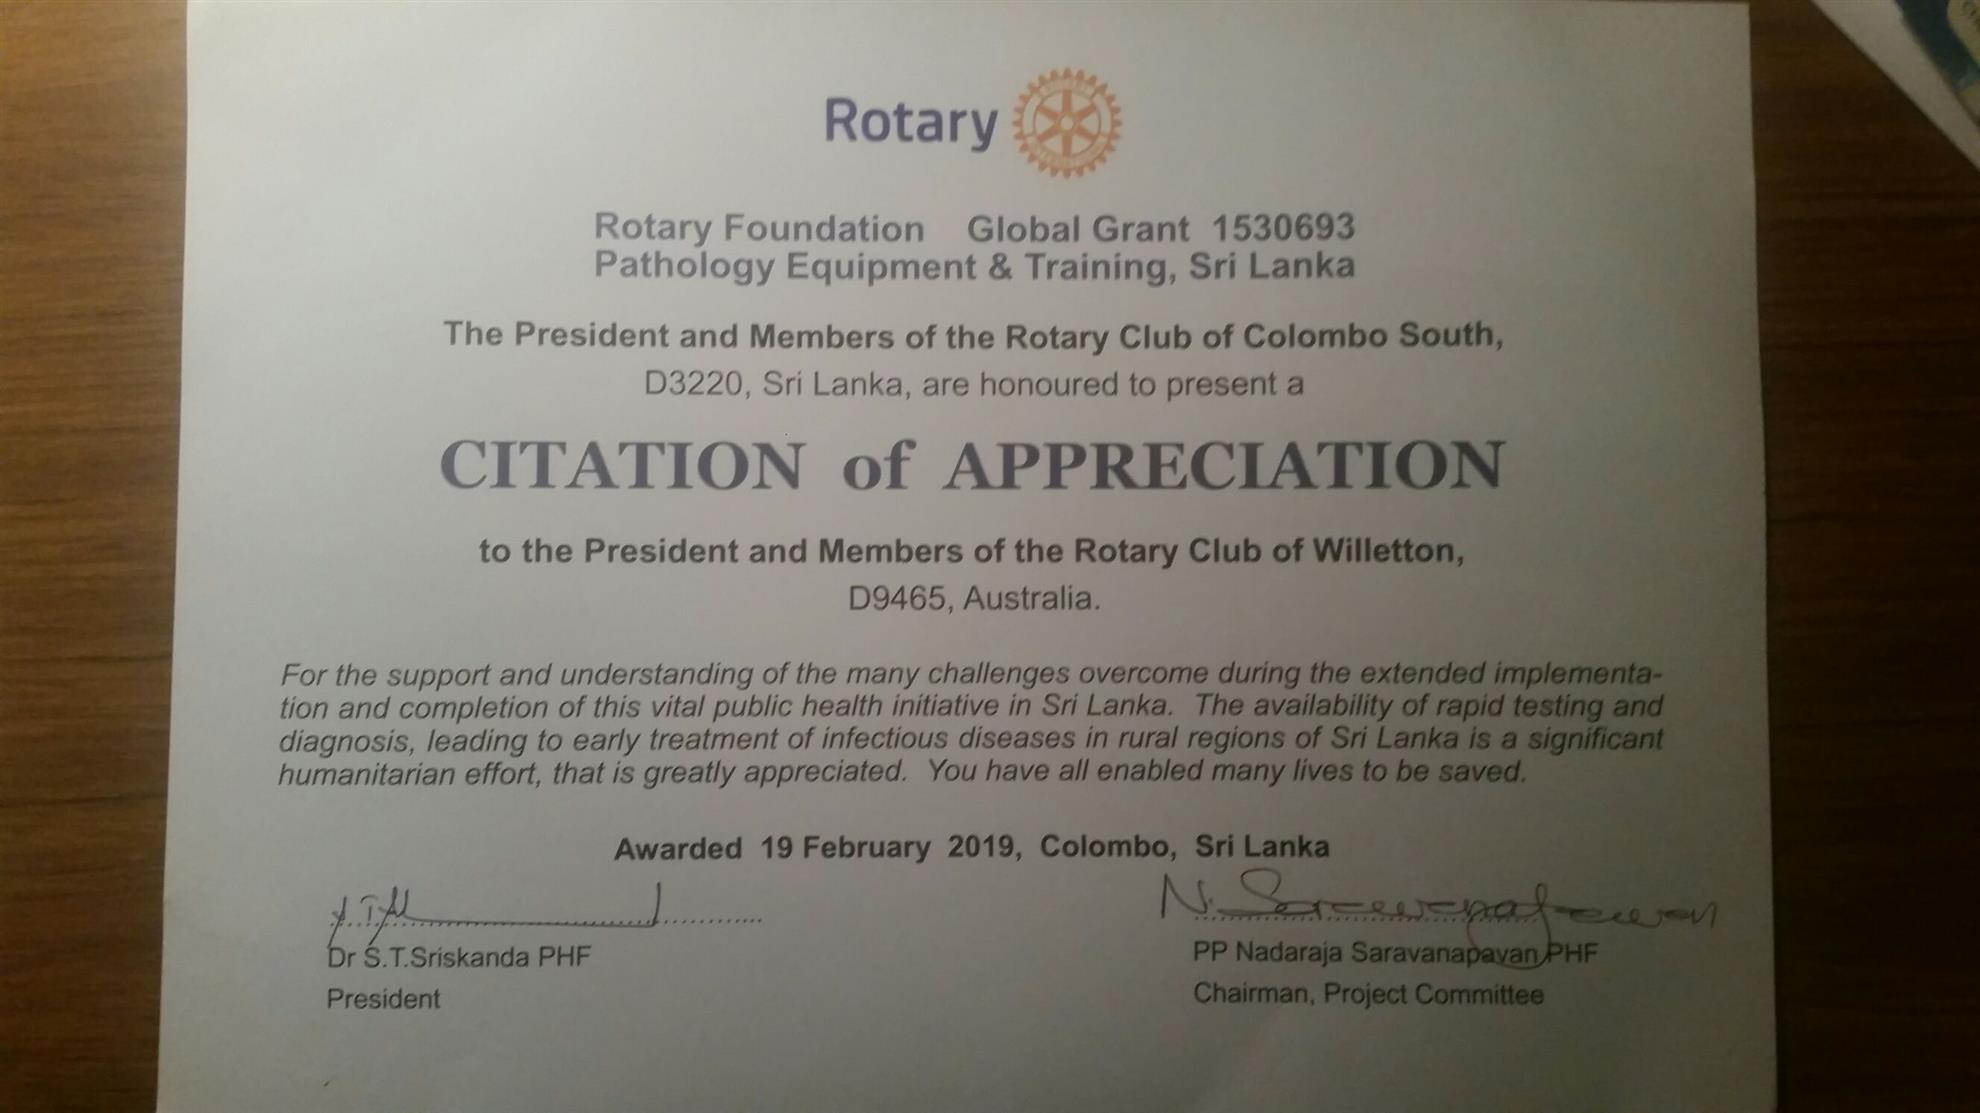 Rotary
Rotary Foundation Global Grant 1530693
Pathology Equipment & Training, Sri Lanka
The President and Members of the Rotary Club of Colombo South,
D3220, Sri Lanka, are honoured to present a
CITATION of APPRECIATION
to the President and Members of the Rotary Club of Willetton,
D9465, Australia.
For the support and understanding of the many challenges overcome during the extended implementa-
tion and completion of this vital public health initiative in Sri Lanka. The availability of rapid testing and
diagnosis, leading to early treatment of infectious diseases in rural regions of Sri Lanka is a significant
humanitarian effort, that is greatly appreciated. You have all enabled many lives to be saved.
Awarded 19 February 2019, Colombo, Sri Lanka
Dr S.T.Sriskanda PHF
President
PP Nadaraja Saravanapavan PHF
Chairman, Project Committee